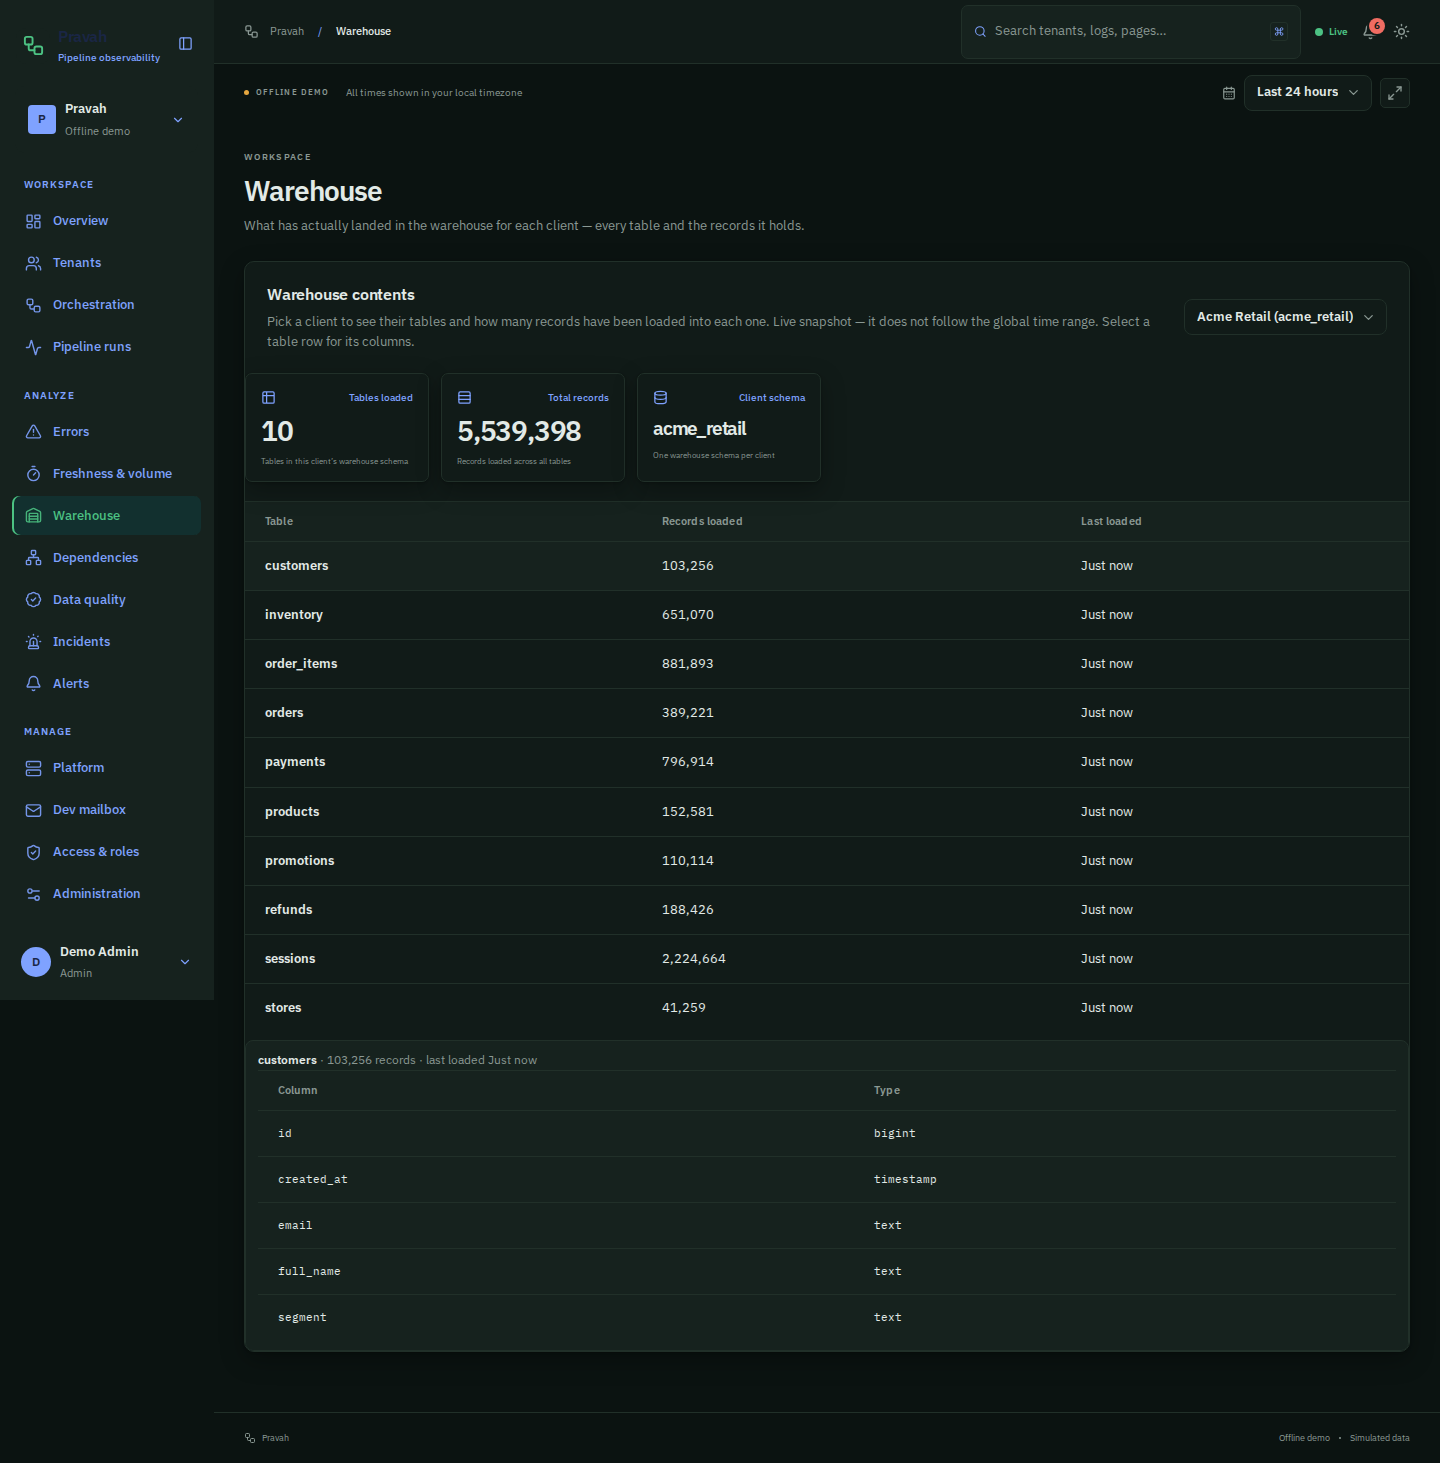 Pravah
Pipeline observability
P
Pravah
Offline demo
WORKSPACE
Overview
Tenants
Orchestration
Pipeline runs
ANALYZE
Errors
Freshness & volume
Warehouse
Dependencies
Data quality
Incidents
Alerts
MANAGE
Platform
Dev mailbox
Access & roles
Administration
D
Demo Admin
Admin
Pravah / Warehouse
Search tenants, logs, pages...
⌘
Live
6
OFFLINE DEMO All times shown in your local timezone
Last 24 hours
WORKSPACE
Warehouse
What has actually landed in the warehouse for each client — every table and the records it holds.
Warehouse contents
Pick a client to see their tables and how many records have been loaded into each one. Live snapshot — it does not follow the global time range. Select a
table row for its columns.
Acme Retail (acme_retail)
Tables loaded
10
Tables in this client's warehouse schema
Total records
5,539,398
Records loaded across all tables
Client schema
acme_retail
One warehouse schema per client
Table Records loaded Last loaded
customers 103,256 Just now
inventory 651,070 Just now
order_items 881,893 Just now
orders 389,221 Just now
payments 796,914 Just now
products 152,581 Just now
promotions 110,114 Just now
refunds 188,426 Just now
sessions 2,224,664 Just now
stores 41,259 Just now
customers · 103,256 records · last loaded Just now
Column Type
id bigint
created_at timestamp
email text
full_name text
segment text
Pravah
Offline demo • Simulated data